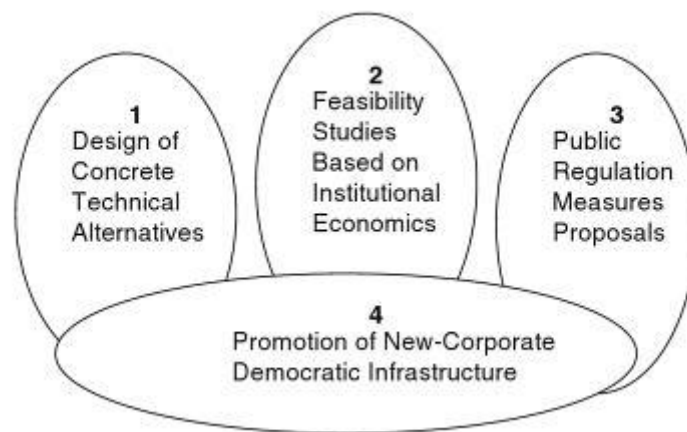 1
Design of
Concrete
Technical
Alternatives
2
Feasibility
Studies
Based on
Institutional
Economics
3
Public
Regulation
Measures
Proposals
4
Promotion of New-Corporate
Democratic Infrastructure